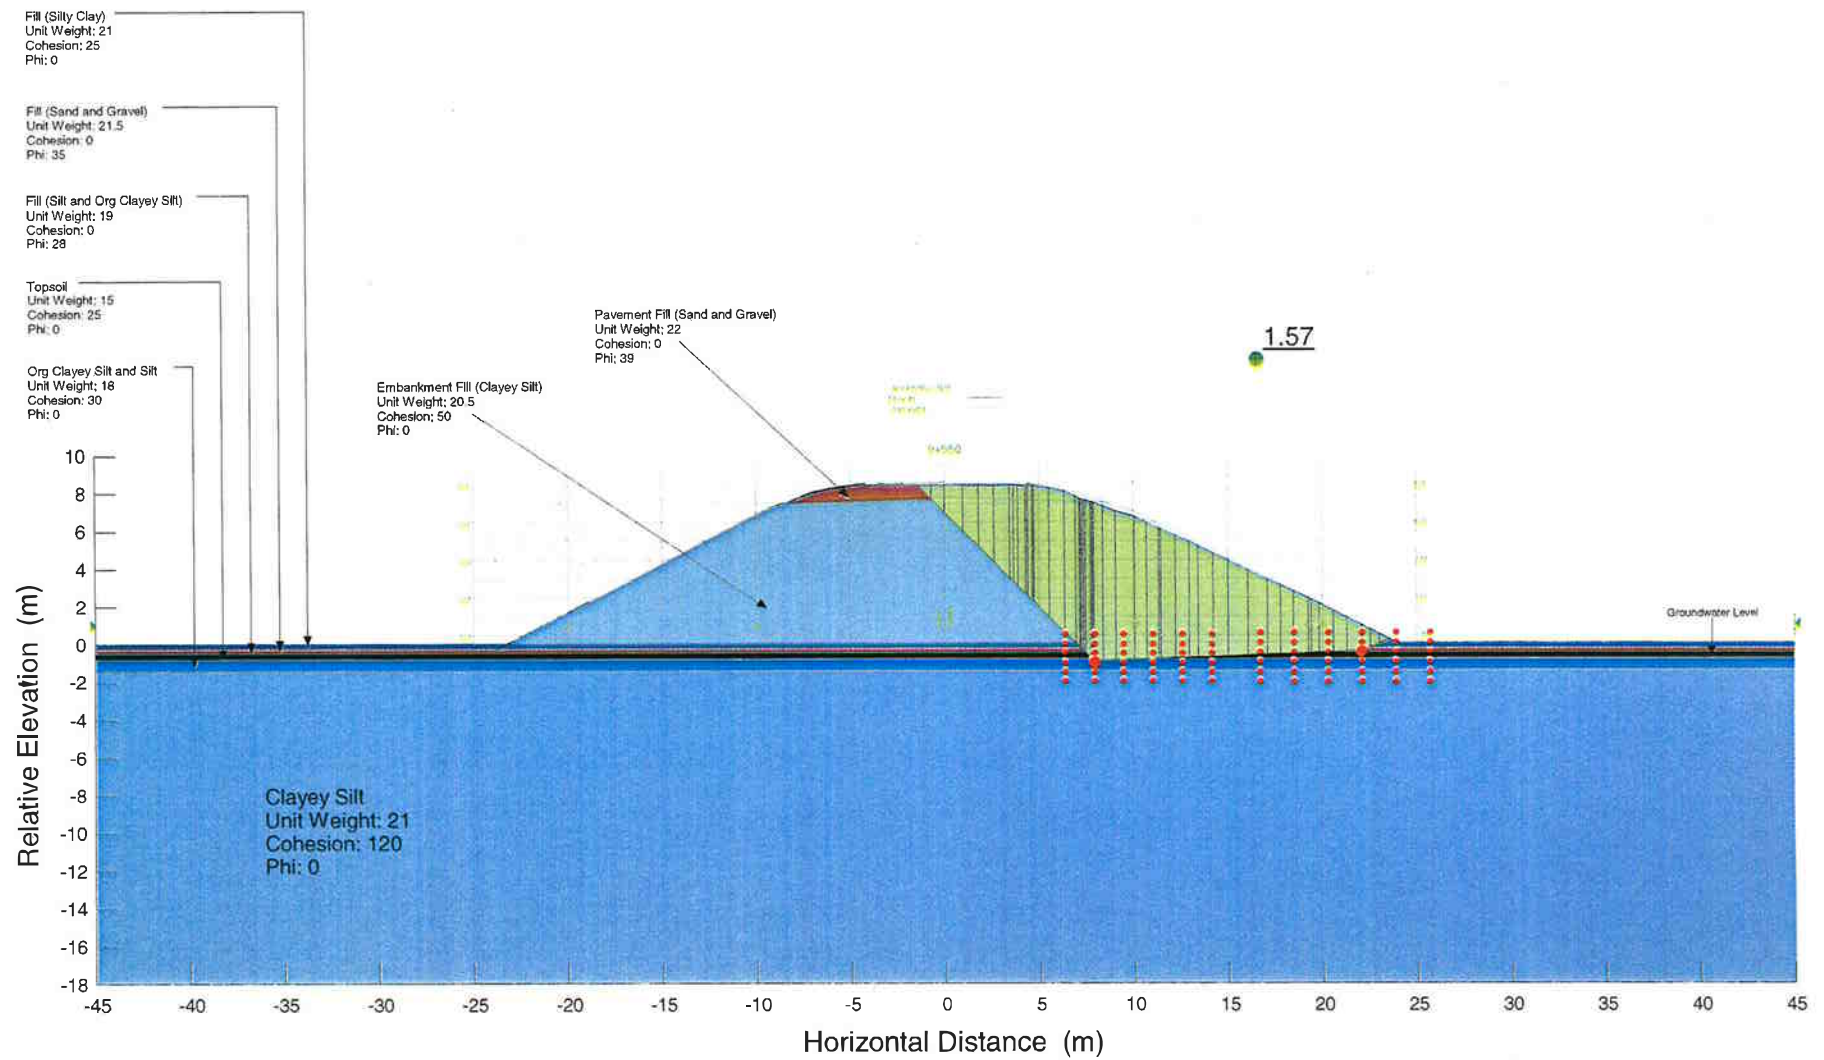 Fill (Silty Clay)
Unit Weight: 21
Cohesion: 25
Phi: 0
Fill (Sand and Gravel)
Unit Weight: 21.5
Cohesion: 0
Phi: 35
Fill (Silt and Org Clayey Silt)
Unit Weight: 19
Cohesion: 0
Phi: 28
Topsoil
Unit Weight: 15
Cohesion: 25
Phi: 0
Org Clayey Silt and Silt
Unit Weight: 18
Cohesion: 30
Phi: 0
Pavement Fill (Sand and Gravel)
Unit Weight: 22
Cohesion: 0
Phi: 39
Embankment Fill (Clayey Silt)
Unit Weight: 20.5
Cohesion: 50
Phi: 0
1.57
9+550
Groundwater Level
Clayey Silt
Unit Weight: 21
Cohesion: 120
Phi: 0
Relative Elevation (m)
10
8
6
4
2
0
-2
-4
-6
-8
-10
-12
-14
-16
-18
-45 -40 -35 -30 -25 -20 -15 -10 -5 0 5 10 15 20 25 30 35 40 45
Horizontal Distance (m)